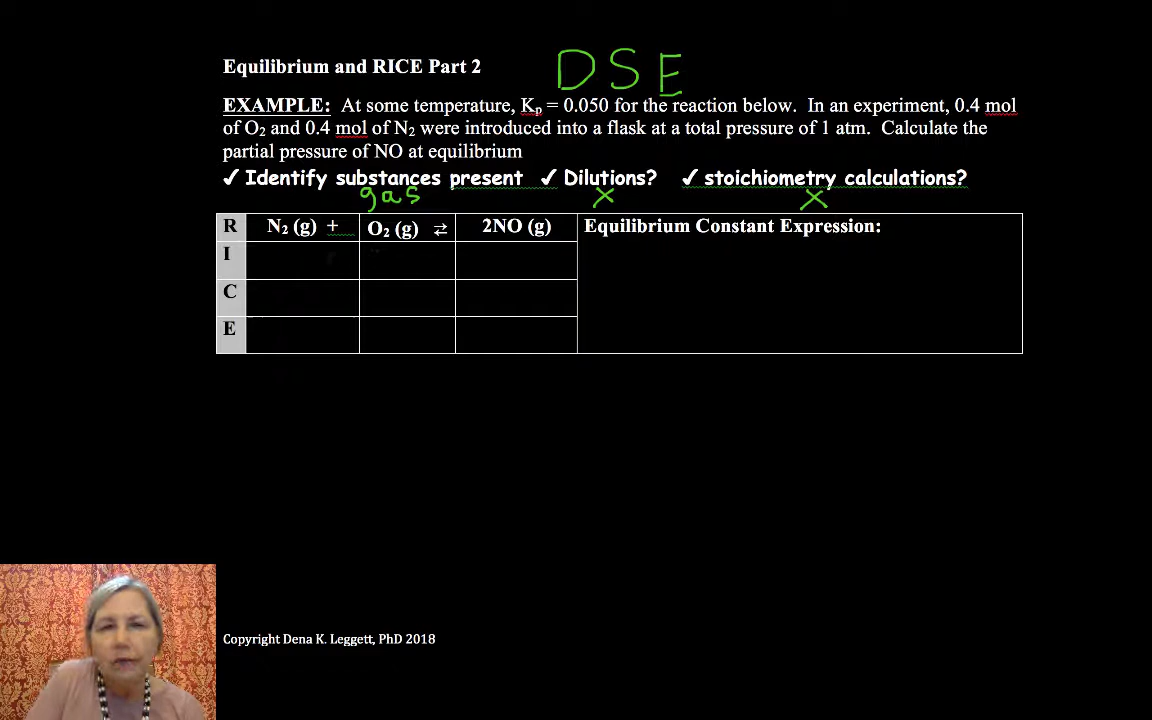 Equilibrium and RICE Part 2 DSE
EXAMPLE: At some temperature, Kp = 0.050 for the reaction below. In an experiment, 0.4 mol
of O₂ and 0.4 mol of N₂ were introduced into a flask at a total pressure of 1 atm. Calculate the
partial pressure of NO at equilibrium
✓ Identify substances present ✓ Dilutions? ✓ stoichiometry calculations?
gas X X
R N₂ (g) + O₂ (g) ⇄ 2NO (g) Equilibrium Constant Expression:
I
C
E
Copyright Dena K. Leggett, PhD 2018